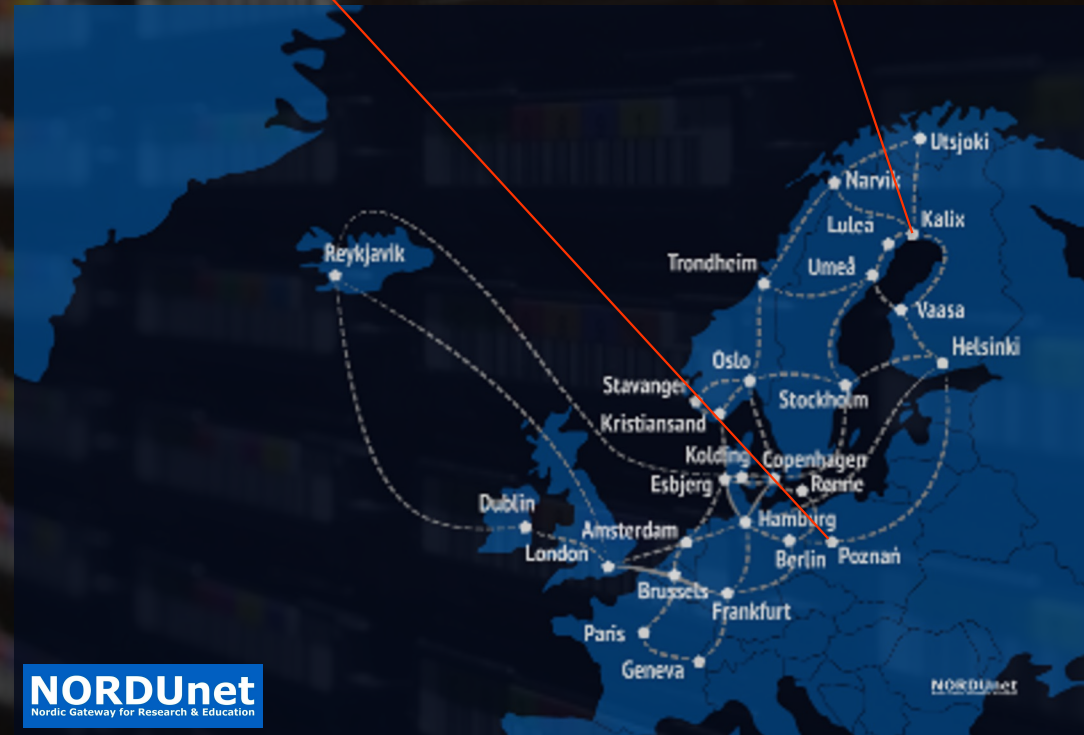 Utsjoki
Narvik
Kalix
Luleå
Trondheim
Umeå
Vaasa
Reykjavik
Helsinki
Oslo
Stavanger
Stockholm
Kristiansand
Kolding
Copenhagen
Esbjerg
Rønne
Dublin
Hamburg
Amsterdam
London
Berlin
Poznań
Brussels
Frankfurt
Paris
Geneva
NORDUnet
Nordic Gateway for Research & Education
NORDUnet